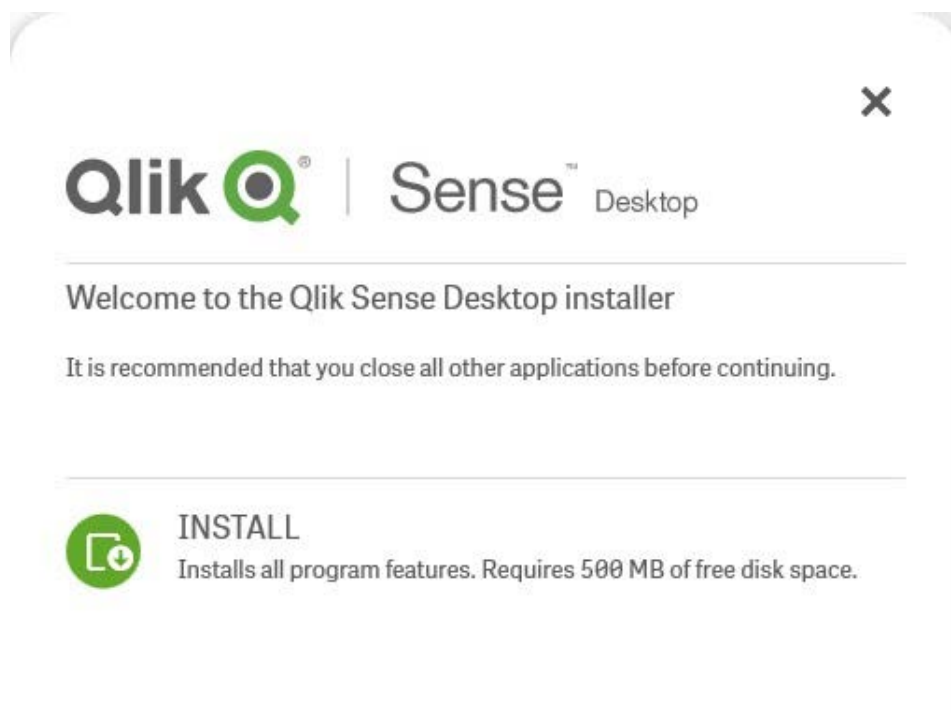 Qlik Q® | Sense™ Desktop
Welcome to the Qlik Sense Desktop installer
It is recommended that you close all other applications before continuing.
INSTALL
Installs all program features. Requires 500 MB of free disk space.